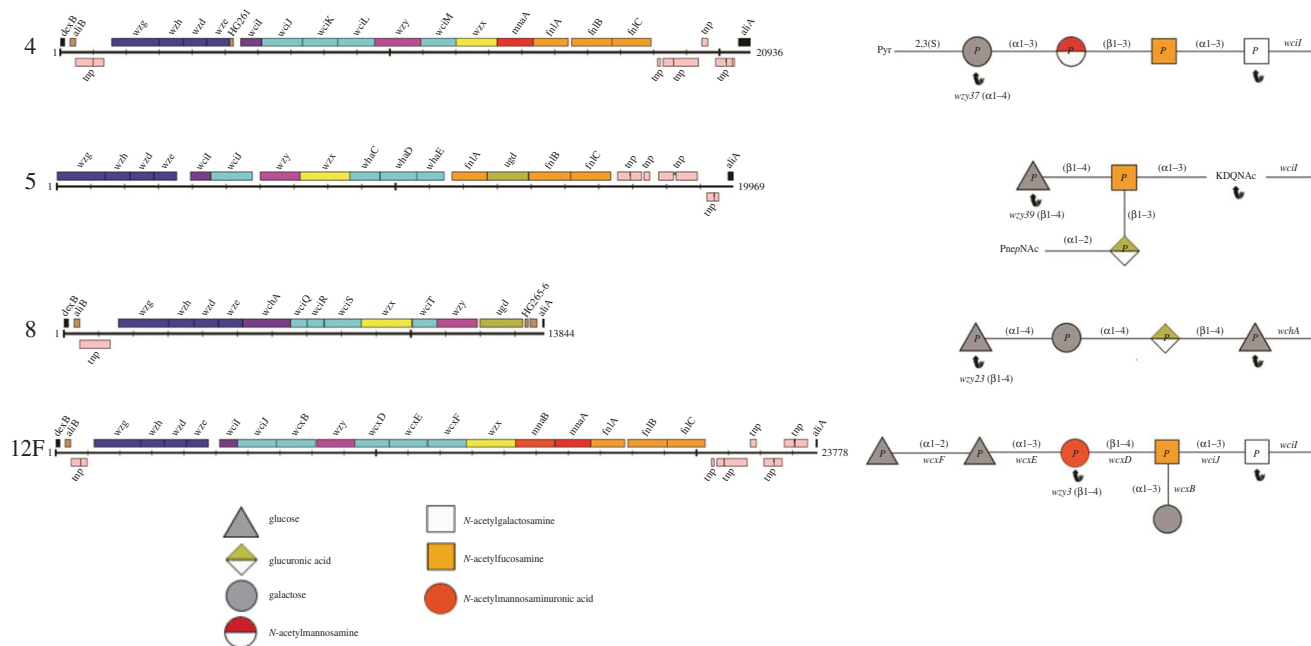 4
dexB aliB wzg wzh wzd wze HG261 wciI wciJ wciK wciL wzy wciM wzx mnaA fnlA fnlB fnlC tnp aliA
1 20936
tnp tnp tnp
Pyr 2,3(S) P (α1–3) P (β1–3) P (α1–3) P wciI
wzy37 (α1–4)
5
wzg wzh wzd wze wciI wciJ wzy wzx whaC whaD whaE fnlA ugd fnlB fnlC tnp tnp tnp aliA
1 19969
tnp
P (β1–4) P (α1–3) KDQNAc wciI
wzy39 (β1–4) (β1–3)
PnepNAc (α1–2) P
8
dexB aliB wzg wzh wzd wze wchA wciQ wciR wciS wzx wciT wzy ugd HG265-6 aliA
1 13844
tnp
P (α1–4) P (α1–4) P (β1–4) P wchA
wzy23 (β1–4)
12F
dexB aliB wzg wzh wzd wze wciI wciJ wcxB wzy wcxD wcxE wcxF wzx mnaB mnaA fnlA fnlB fnlC tnp tnp aliA
1 23778
tnp tnp tnp tnp
P (α1–2) P (α1–3) P (β1–4) P (α1–3) P wciI
wcxF wcxE wcxD wciJ
wzy3 (β1–4) (α1–3) wcxB
glucose
N-acetylgalactosamine
glucuronic acid
N-acetylfucosamine
galactose
N-acetylmannosaminuronic acid
N-acetylmannosamine